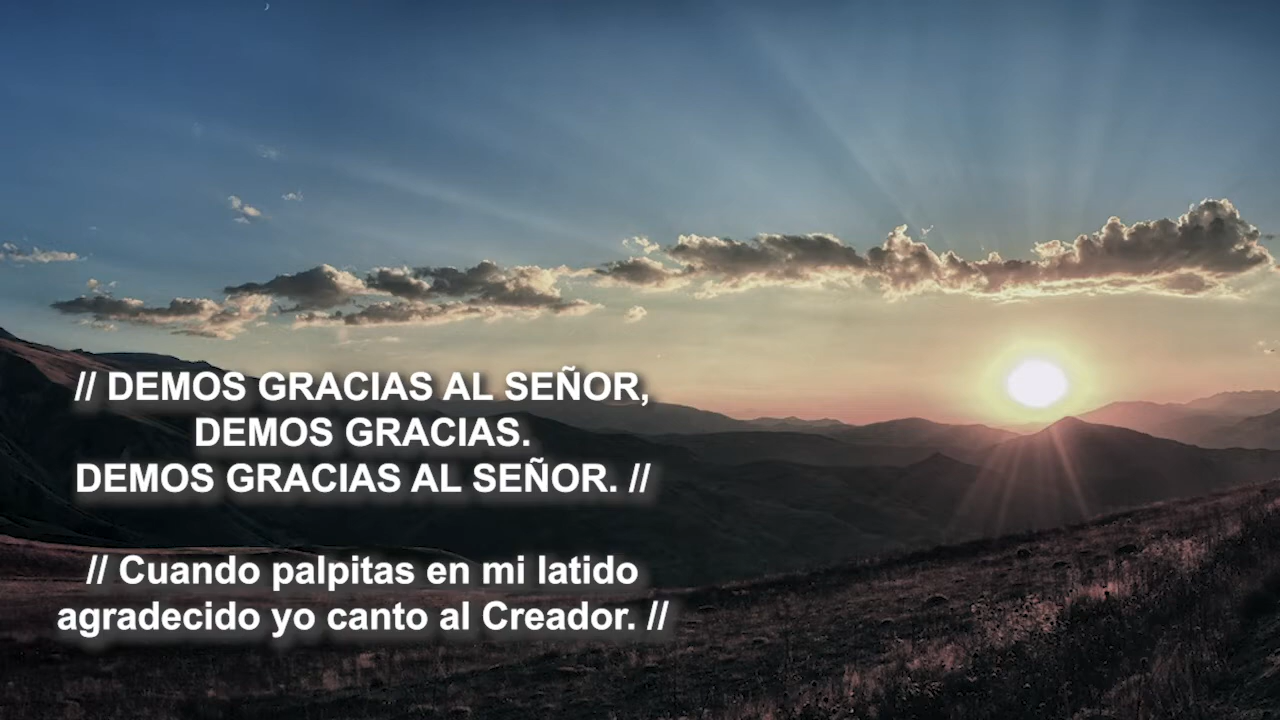 // DEMOS GRACIAS AL SEÑOR,
DEMOS GRACIAS.
DEMOS GRACIAS AL SEÑOR. //
// Cuando palpitas en mi latido
agradecido yo canto al Creador. //